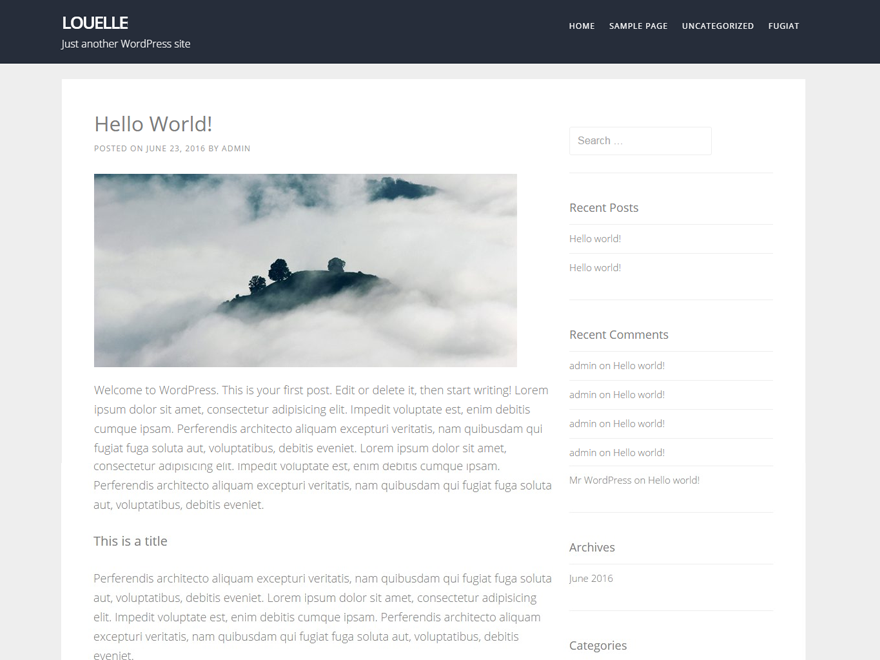 LOUELLE
Just another WordPress site
HOME SAMPLE PAGE UNCATEGORIZED FUGIAT
Hello World!
POSTED ON JUNE 23, 2016 BY ADMIN
Welcome to WordPress. This is your first post. Edit or delete it, then start writing! Lorem
ipsum dolor sit amet, consectetur adipisicing elit. Impedit voluptate est, enim debitis
cumque ipsam. Perferendis architecto aliquam excepturi veritatis, nam quibusdam qui
fugiat fuga soluta aut, voluptatibus, debitis eveniet. Lorem ipsum dolor sit amet,
consectetur adipisicing elit. Impedit voluptate est, enim debitis cumque ipsam.
Perferendis architecto aliquam excepturi veritatis, nam quibusdam qui fugiat fuga soluta
aut, voluptatibus, debitis eveniet.
This is a title
Perferendis architecto aliquam excepturi veritatis, nam quibusdam qui fugiat fuga soluta
aut, voluptatibus, debitis eveniet. Lorem ipsum dolor sit amet, consectetur adipisicing
elit. Impedit voluptate est, enim debitis cumque ipsam. Perferendis architecto aliquam
excepturi veritatis, nam quibusdam qui fugiat fuga soluta aut, voluptatibus, debitis
eveniet.
Search …
Recent Posts
Hello world!
Hello world!
Recent Comments
admin on Hello world!
admin on Hello world!
admin on Hello world!
admin on Hello world!
Mr WordPress on Hello world!
Archives
June 2016
Categories